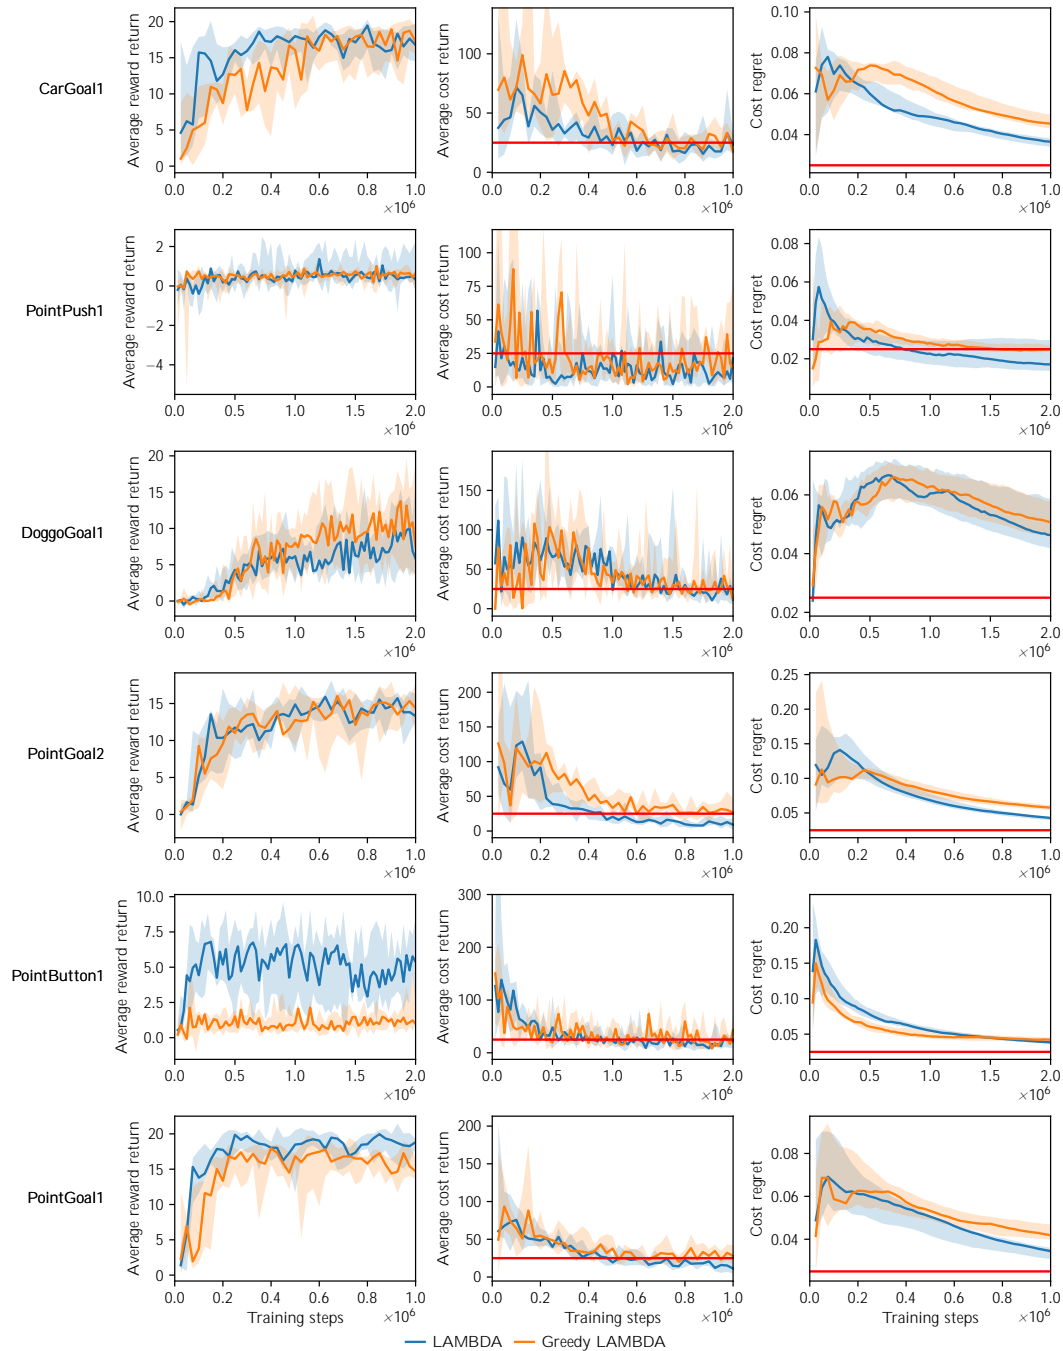 CarGoal1
Average reward return
20
15
10
5
0
0.0 0.2 0.4 0.6 0.8 1.0
×10⁶
Average cost return
100
50
0
0.0 0.2 0.4 0.6 0.8 1.0
×10⁶
Cost regret
0.10
0.08
0.06
0.04
0.0 0.2 0.4 0.6 0.8 1.0
×10⁶
PointPush1
Average reward return
2
0
−2
−4
0.0 0.5 1.0 1.5 2.0
×10⁶
Average cost return
100
75
50
25
0
0.0 0.5 1.0 1.5 2.0
×10⁶
Cost regret
0.08
0.06
0.04
0.02
0.0 0.5 1.0 1.5 2.0
×10⁶
DoggoGoal1
Average reward return
20
15
10
5
0
0.0 0.5 1.0 1.5 2.0
×10⁶
Average cost return
150
100
50
0
0.0 0.5 1.0 1.5 2.0
×10⁶
Cost regret
0.06
0.04
0.02
0.0 0.5 1.0 1.5 2.0
×10⁶
PointGoal2
Average reward return
15
10
5
0
0.0 0.2 0.4 0.6 0.8 1.0
×10⁶
Average cost return
200
150
100
50
0
0.0 0.2 0.4 0.6 0.8 1.0
×10⁶
Cost regret
0.25
0.20
0.15
0.10
0.05
0.0 0.2 0.4 0.6 0.8 1.0
×10⁶
PointButton1
Average reward return
10.0
7.5
5.0
2.5
0.0
0.0 0.5 1.0 1.5 2.0
×10⁶
Average cost return
300
200
100
0
0.0 0.5 1.0 1.5 2.0
×10⁶
Cost regret
0.20
0.15
0.10
0.05
0.0 0.5 1.0 1.5 2.0
×10⁶
PointGoal1
Average reward return
20
15
10
5
0
0.0 0.2 0.4 0.6 0.8 1.0
Training steps
×10⁶
Average cost return
200
150
100
50
0
0.0 0.2 0.4 0.6 0.8 1.0
Training steps
×10⁶
Cost regret
0.08
0.06
0.04
0.0 0.2 0.4 0.6 0.8 1.0
Training steps
×10⁶
LAMBDA Greedy LAMBDA